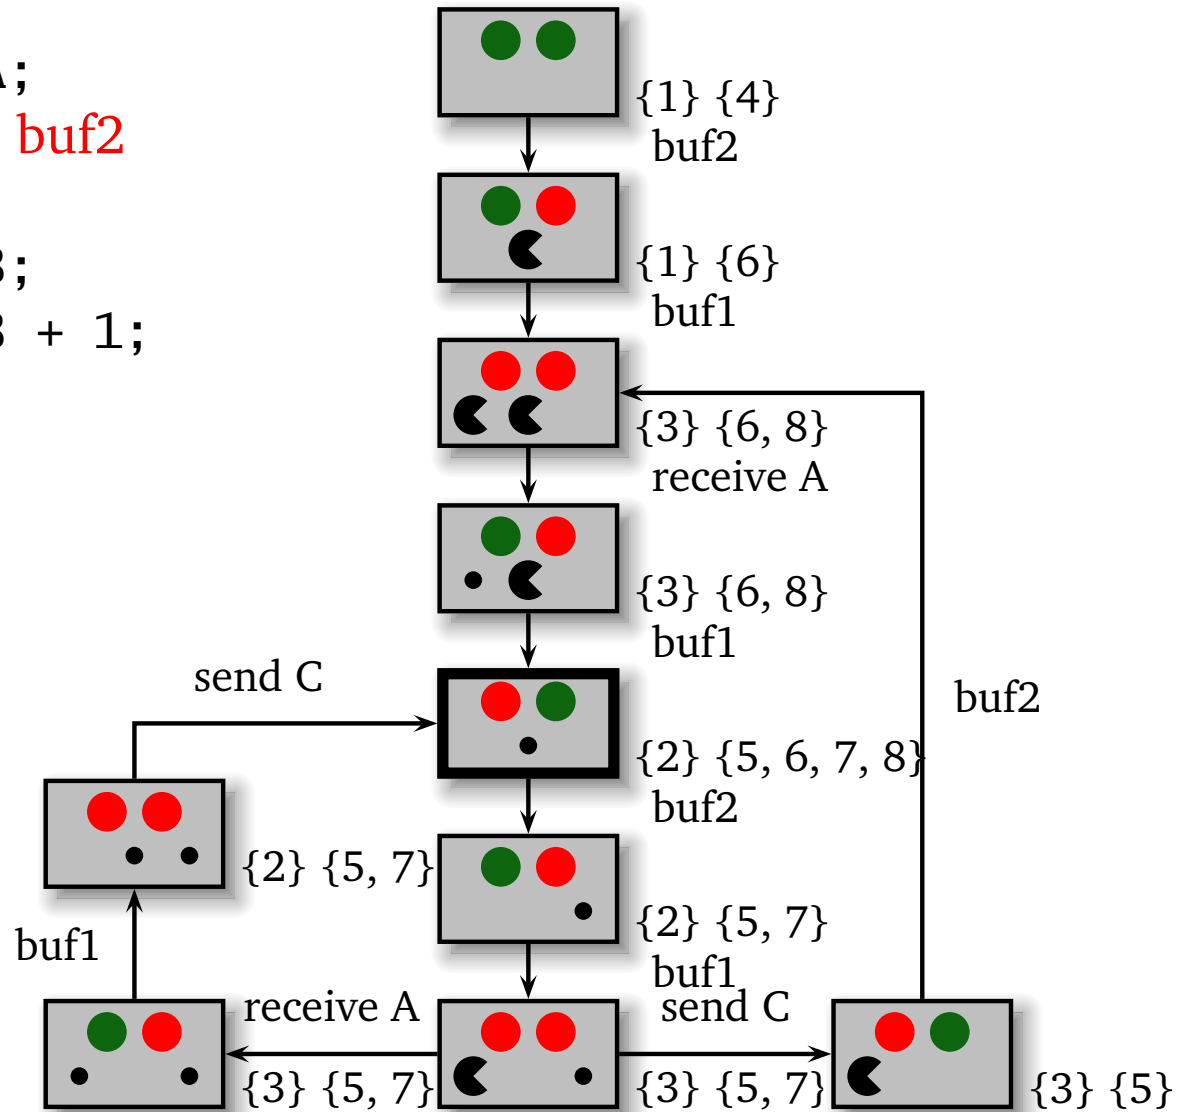 A;
buf2
B;
B + 1;
{1} {4}
buf2
{1} {6}
buf1
{3} {6, 8}
receive A
{3} {6, 8}
buf1
send C
buf2
{2} {5, 6, 7, 8}
buf2
{2} {5, 7}
{2} {5, 7}
buf1
buf1
receive A
send C
{3} {5, 7}
{3} {5, 7}
{3} {5}